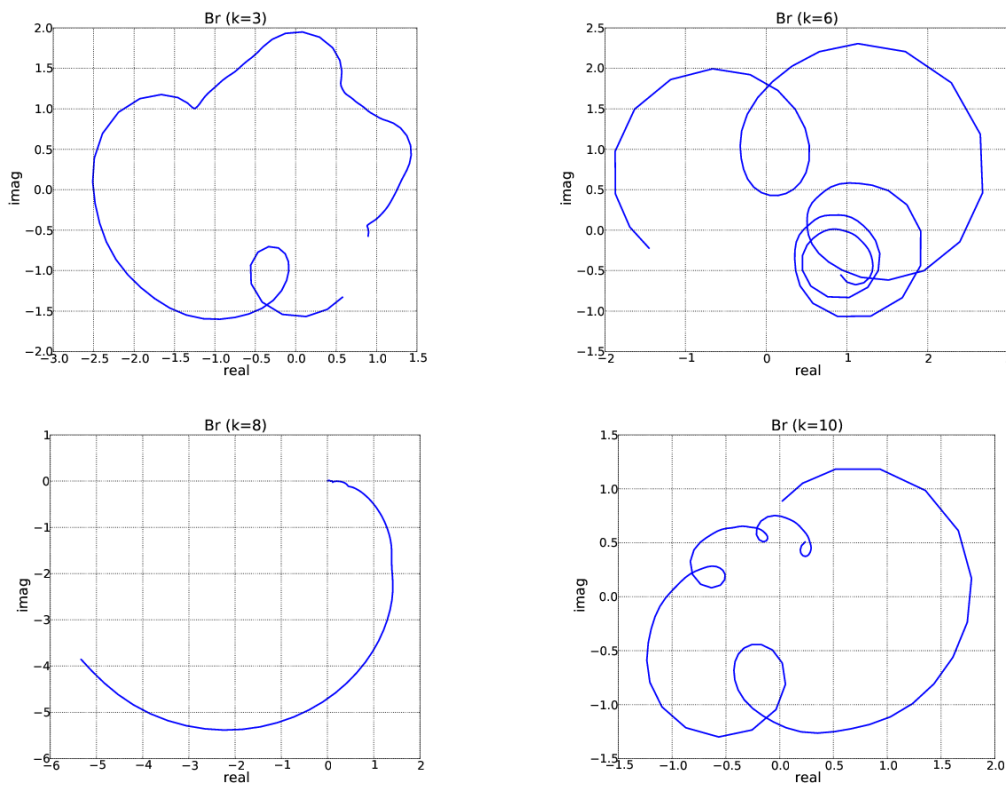 Br (k=3)
2.0
1.5
1.0
0.5
0.0
−0.5
−1.0
−1.5
−2.0
imag
−3.0 −2.5 −2.0 −1.5 −1.0 −0.5 0.0 0.5 1.0 1.5
real
Br (k=6)
2.5
2.0
1.5
1.0
0.5
0.0
−0.5
−1.0
−1.5
imag
−2 −1 0 1 2
real
Br (k=8)
1
0
−1
−2
−3
−4
−5
−6
imag
−6 −5 −4 −3 −2 −1 0 1 2
real
Br (k=10)
1.5
1.0
0.5
0.0
−0.5
−1.0
−1.5
imag
−1.5 −1.0 −0.5 0.0 0.5 1.0 1.5 2.0
real